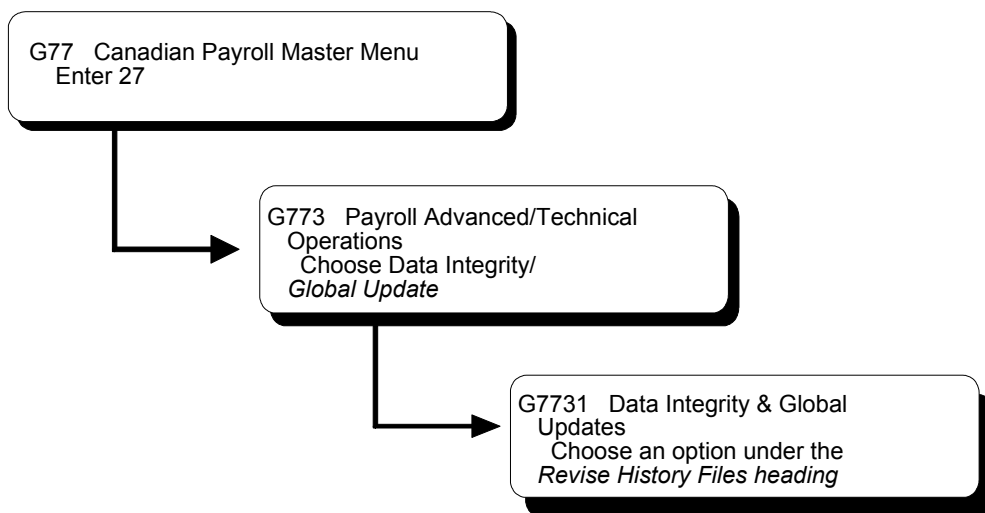 G77 Canadian Payroll Master Menu
Enter 27
G773 Payroll Advanced/Technical
Operations
Choose Data Integrity/
Global Update
G7731 Data Integrity & Global
Updates
Choose an option under the
Revise History Files heading